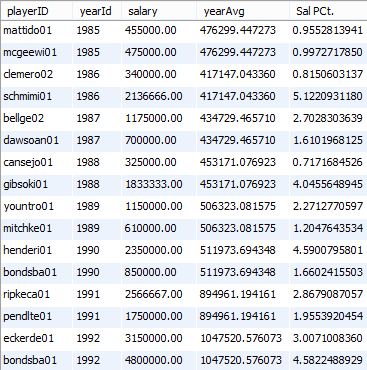 playerID yearId salary yearAvg Sal PCt.
mattido01 1985 455000.00 476299.447273 0.9552813941
mcgeewi01 1985 475000.00 476299.447273 0.9972717850
clemero02 1986 340000.00 417147.043360 0.8150603137
schmimi01 1986 2136666.00 417147.043360 5.1220931180
bellge02 1987 1175000.00 434729.465710 2.7028303639
dawsoan01 1987 700000.00 434729.465710 1.6101968125
cansejo01 1988 325000.00 453171.076923 0.7171684526
gibsoki01 1988 1833333.00 453171.076923 4.0455648945
yountro01 1989 1150000.00 506323.081575 2.2712770597
mitchke01 1989 610000.00 506323.081575 1.2047643534
henderi01 1990 2350000.00 511973.694348 4.5900795801
bondsba01 1990 850000.00 511973.694348 1.6602415503
ripkeca01 1991 2566667.00 894961.194161 2.8679087057
pendlte01 1991 1750000.00 894961.194161 1.9553920454
eckerde01 1992 3150000.00 1047520.576073 3.0071008360
bondsba01 1992 4800000.00 1047520.576073 4.5822488929